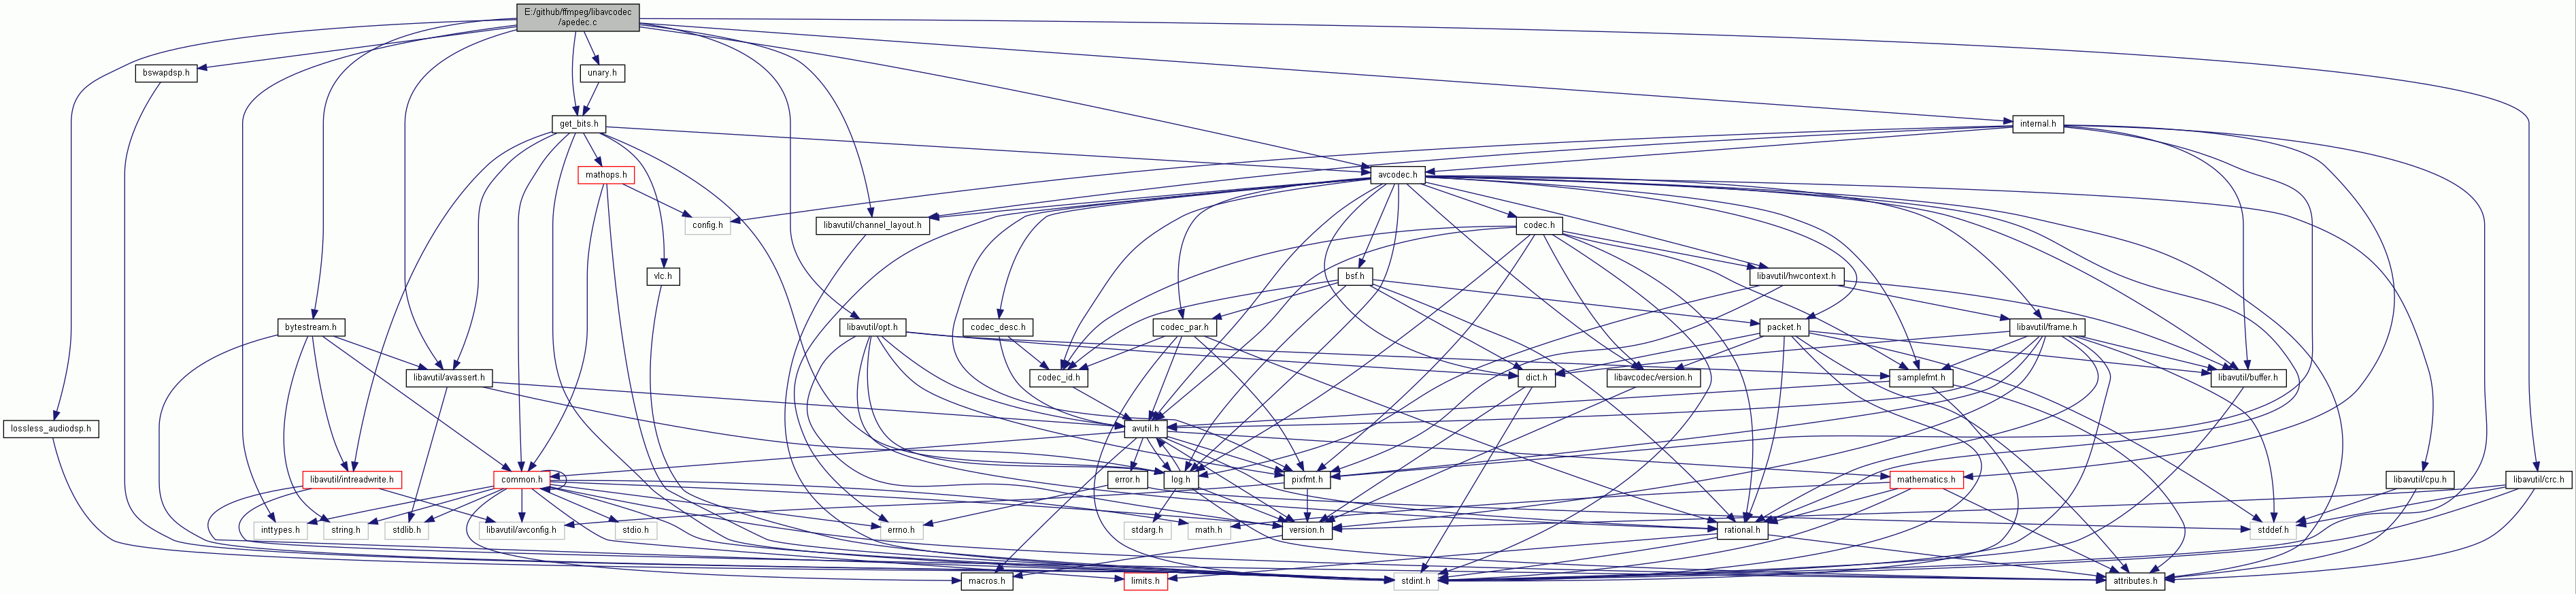 E:/github/ffmpeg/libavcodec
/apedec.c
bswapdsp.h
unary.h
get_bits.h
internal.h
mathops.h
avcodec.h
config.h
libavutil/channel_layout.h
codec.h
vlc.h
bsf.h
libavutil/hwcontext.h
bytestream.h
libavutil/opt.h
codec_desc.h
codec_par.h
packet.h
libavutil/frame.h
libavutil/avassert.h
codec_id.h
dict.h
libavcodec/version.h
samplefmt.h
libavutil/buffer.h
lossless_audiodsp.h
avutil.h
libavutil/intreadwrite.h
common.h
error.h
log.h
pixfmt.h
mathematics.h
libavutil/cpu.h
libavutil/crc.h
inttypes.h
string.h
stdlib.h
libavutil/avconfig.h
stdio.h
errno.h
stdarg.h
math.h
version.h
rational.h
stddef.h
macros.h
limits.h
stdint.h
attributes.h